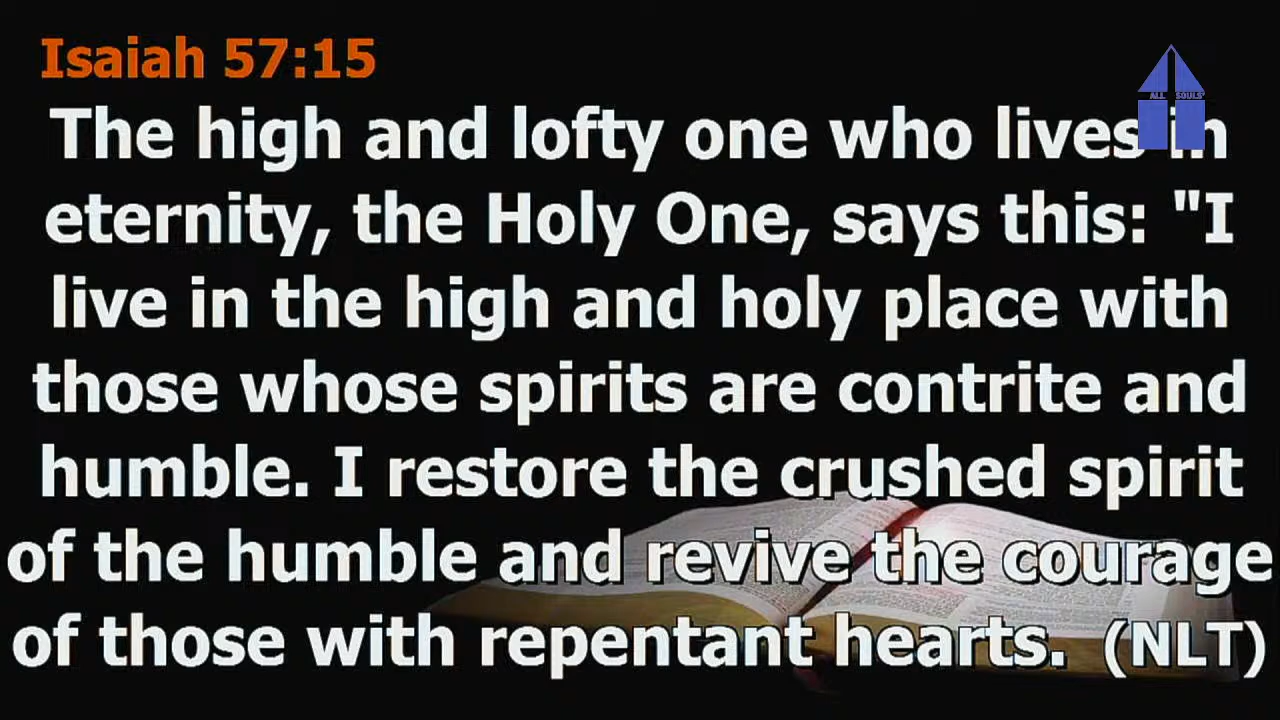 Isaiah 57:15
ALL SOULS'
The high and lofty one who lives in
eternity, the Holy One, says this: "I
live in the high and holy place with
those whose spirits are contrite and
humble. I restore the crushed spirit
of the humble and revive the courage
of those with repentant hearts. (NLT)